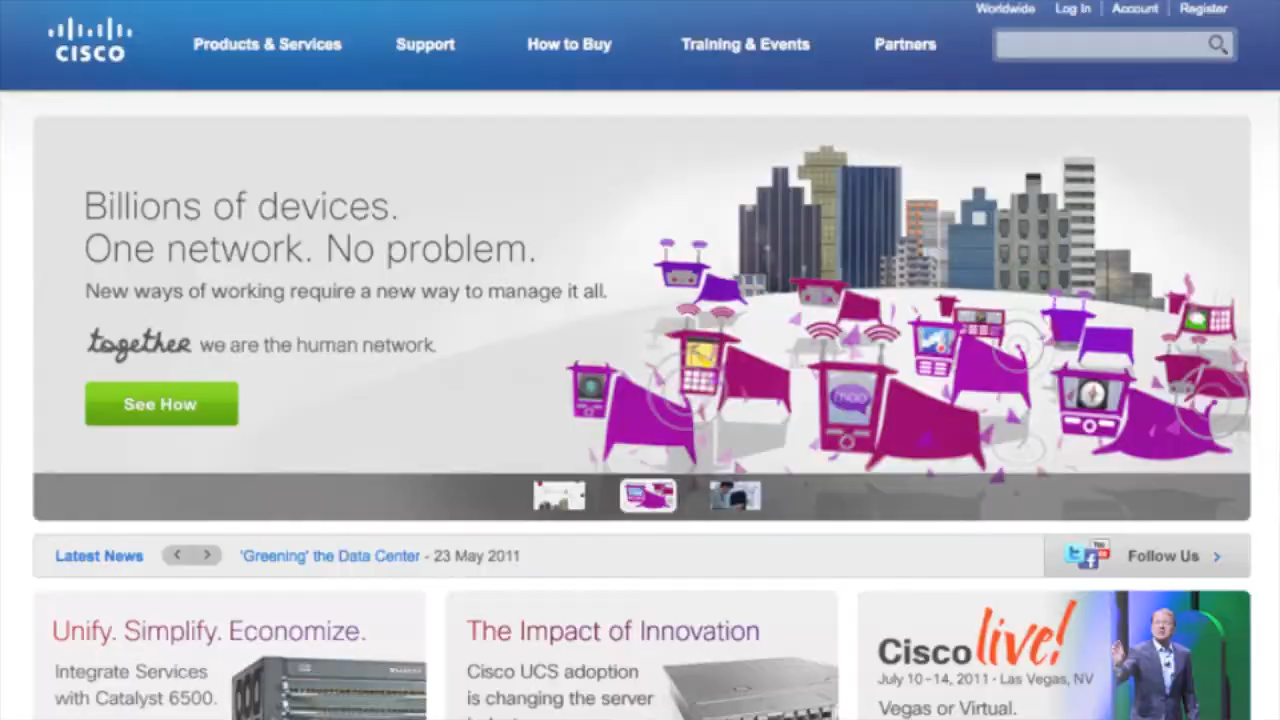 Worldwide Log In Account Register
CISCO
Products & Services Support How to Buy Training & Events Partners
Billions of devices.
One network. No problem.
New ways of working require a new way to manage it all.
together we are the human network.
See How
moo
Latest News 'Greening' the Data Center - 23 May 2011
Follow Us
Unify. Simplify. Economize.
Integrate Services
with Catalyst 6500.
The Impact of Innovation
Cisco UCS adoption
is changing the server
Cisco live!
July 10-14, 2011 · Las Vegas, NV
Vegas or Virtual.